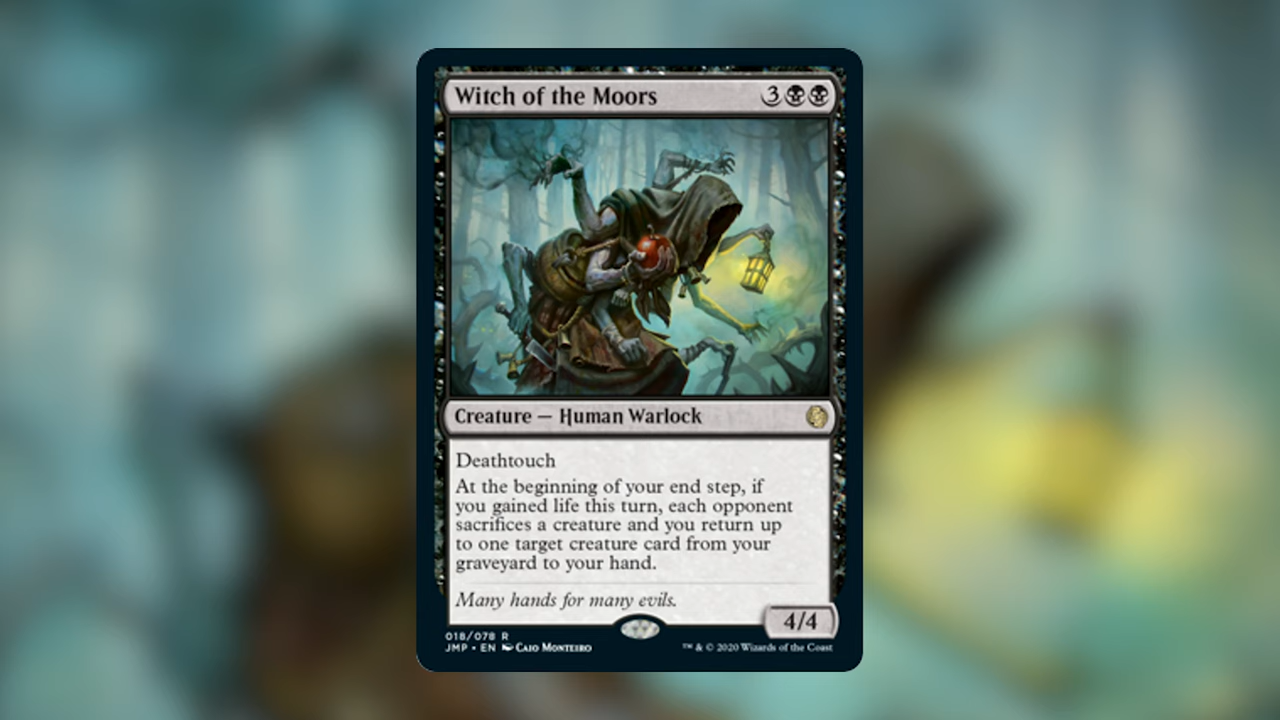 Witch of the Moors 3
Creature — Human Warlock
Deathtouch
At the beginning of your end step, if
you gained life this turn, each opponent
sacrifices a creature and you return up
to one target creature card from your
graveyard to your hand.
Many hands for many evils.
4/4
018/078 R
JMP • EN Caio Monteiro
™ & © 2020 Wizards of the Coast